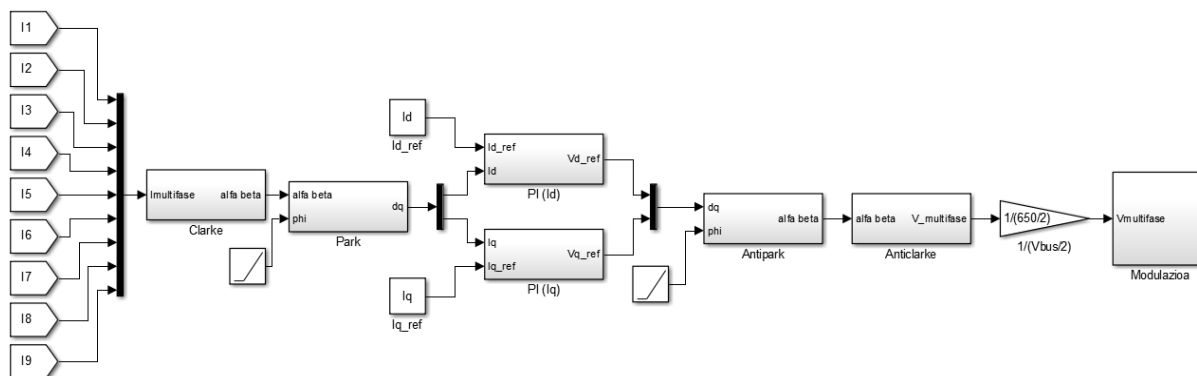 I1
I2
I3
I4
I5
I6
I7
I8
I9
Imultifase
alfa beta
Clarke
alfa beta
phi
dq
Park
Id
Id_ref
Iq
Iq_ref
Id_ref
Id
Vd_ref
PI (Id)
Iq
Iq_ref
Vq_ref
PI (Iq)
dq
phi
alfa beta
Antipark
alfa beta
V_multifase
Anticlarke
1/(650/2)
1/(Vbus/2)
Vmultifase
Modulazioa